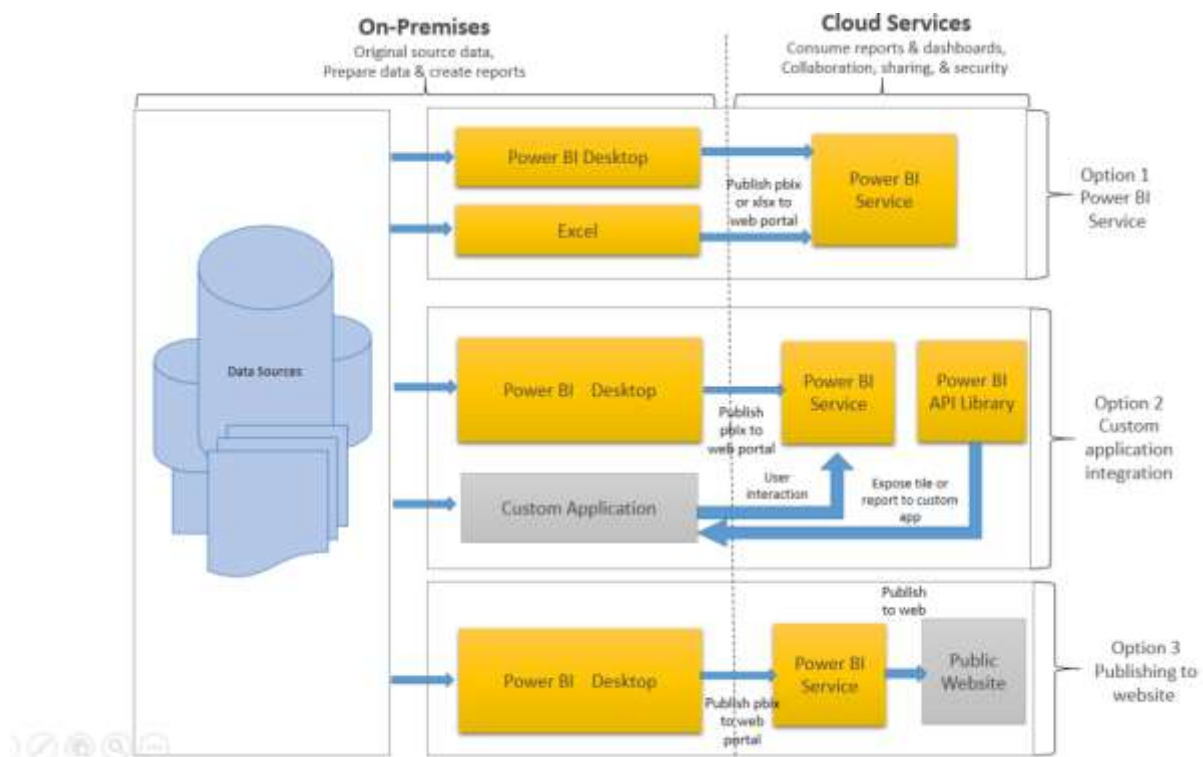 On-Premises
Original source data,
Prepare data & create reports
Cloud Services
Consume reports & dashboards,
Collaboration, sharing, & security
Data Sources
Power BI Desktop
Excel
Publish pbix
or xlsx to
web portal
Power BI
Service
Option 1
Power BI
Service
Power BI Desktop
Publish
pbix to
web portal
Power BI
Service
Power BI
API Library
Custom Application
User
interaction
Expose tile or
report to custom
app
Option 2
Custom
application
integration
Power BI Desktop
Publish pbix
to web
portal
Power BI
Service
Publish
to web
Public
Website
Option 3
Publishing to
website